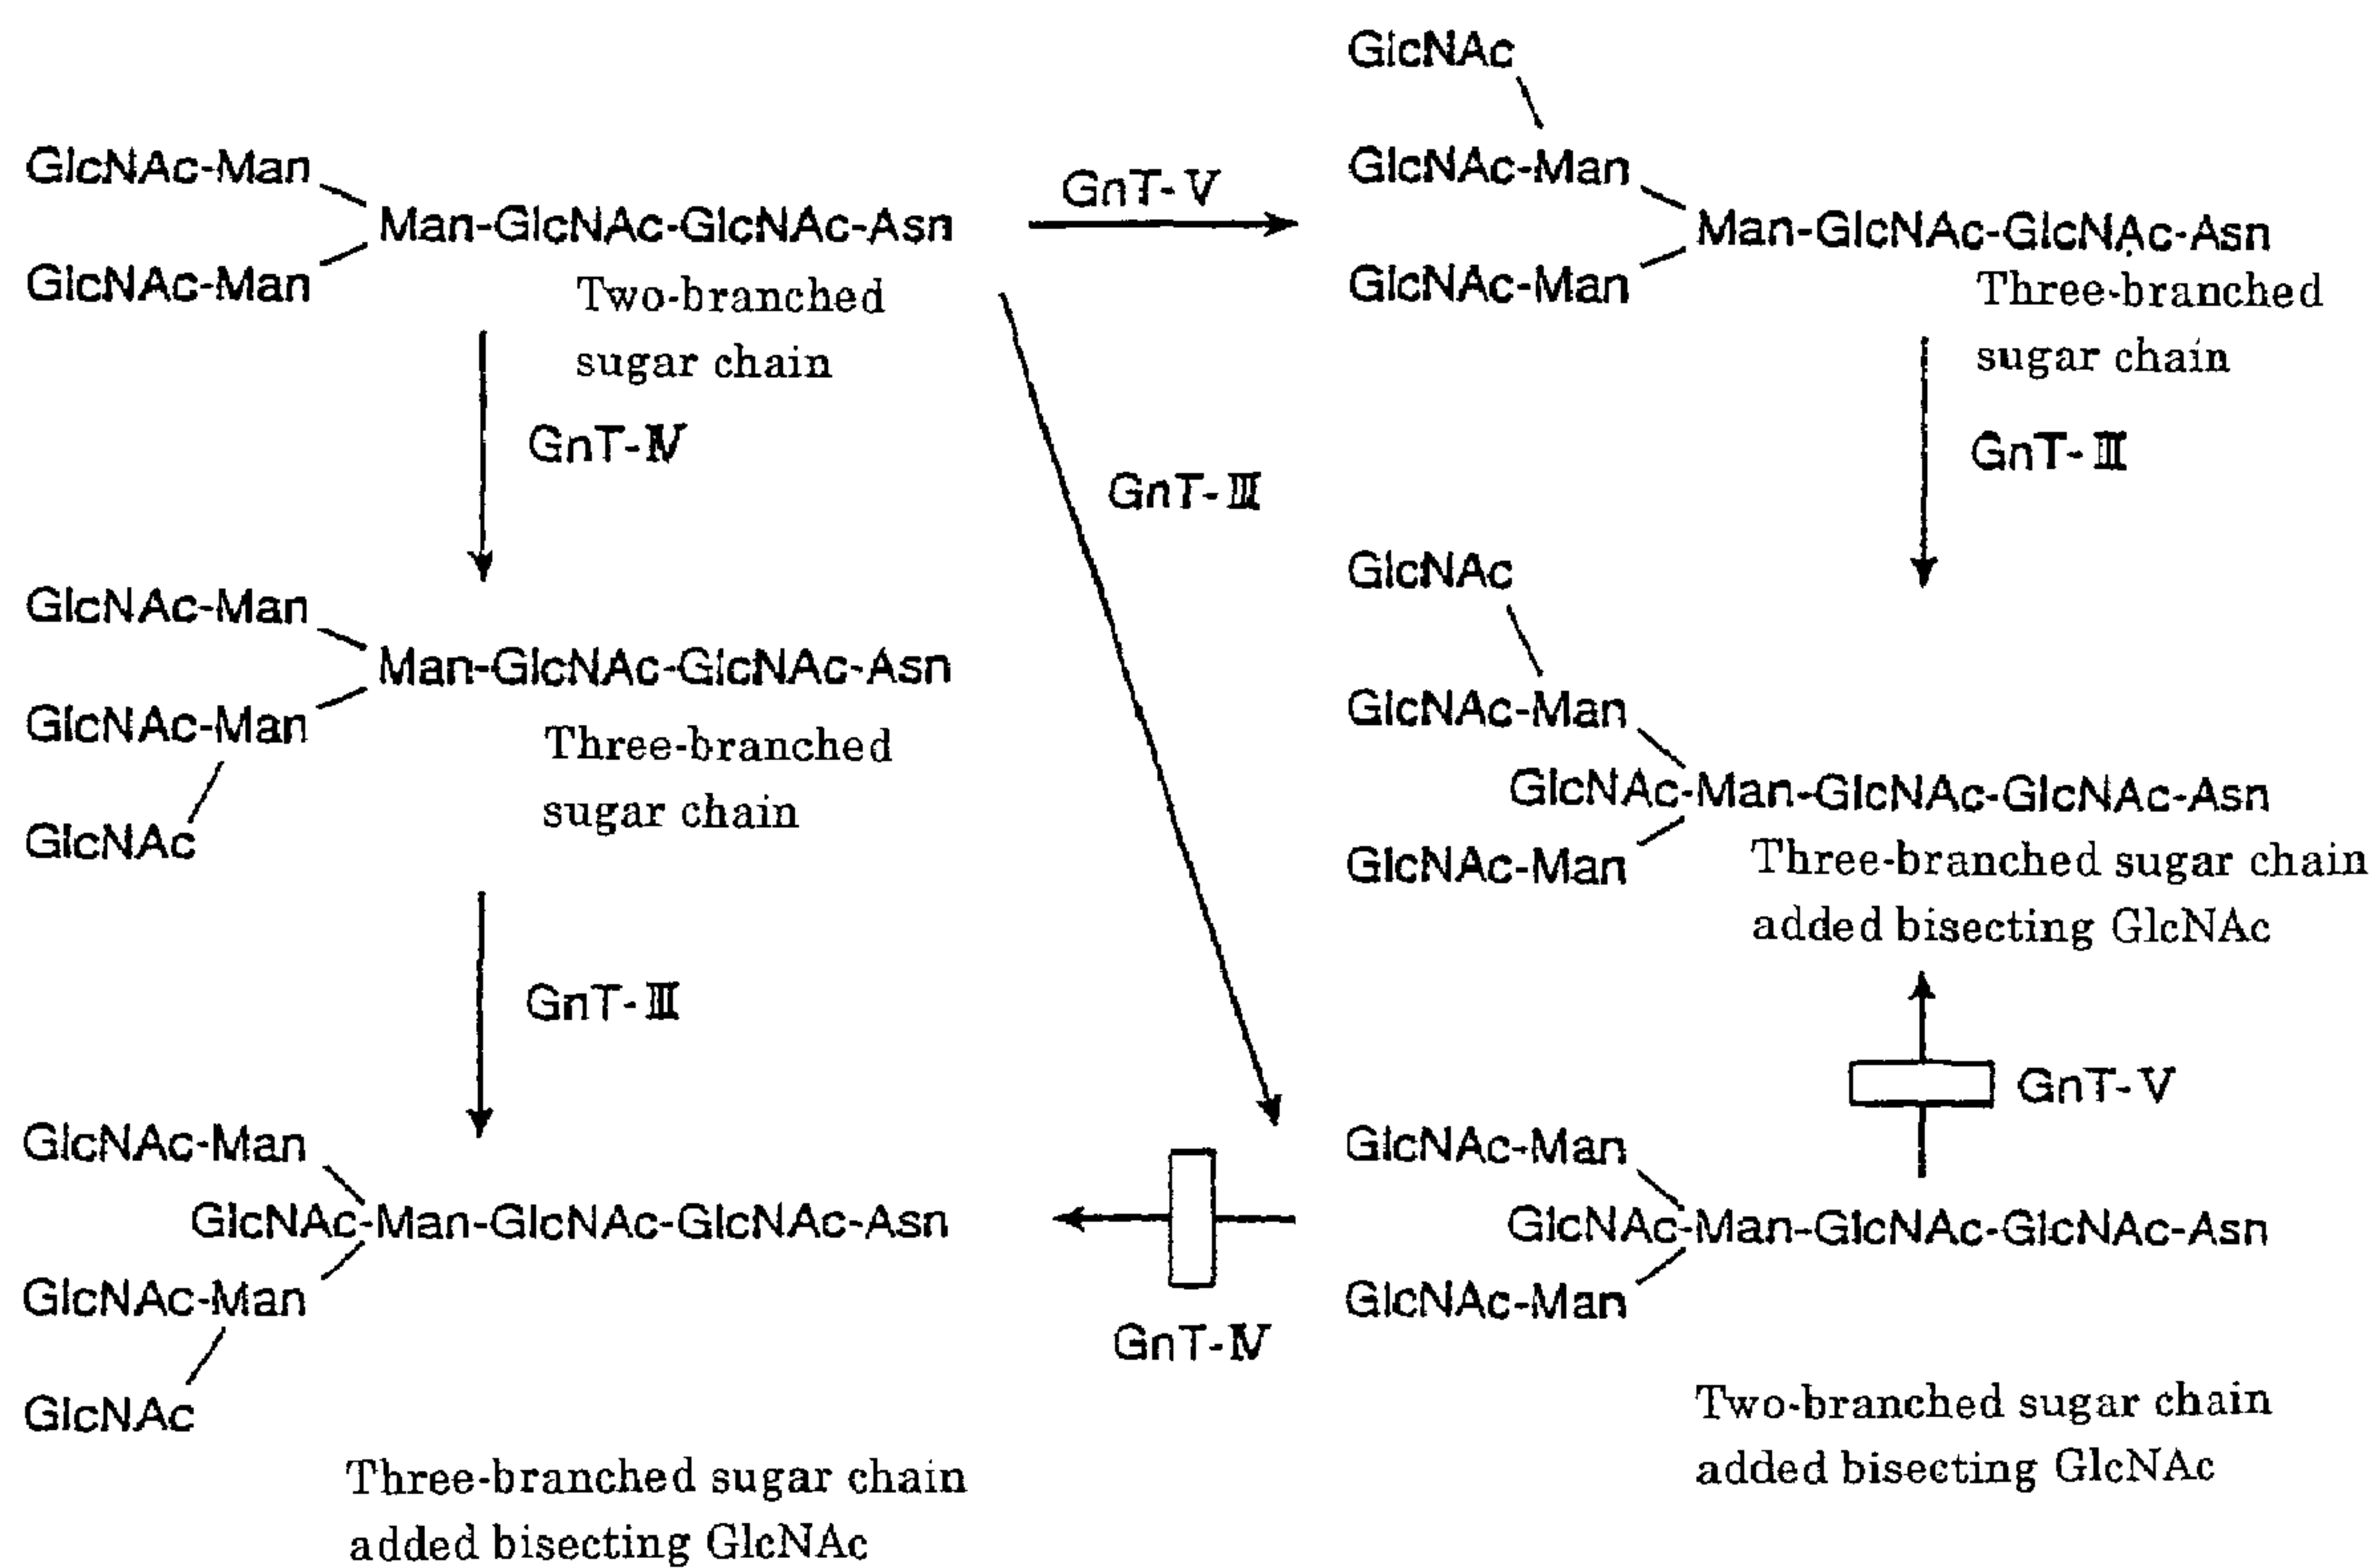 GlcNAc-Man
Man-GlcNAc-GlcNAc-Asn
GlcNAc-Man
Two-branched
sugar chain
GnT-V
GlcNAc
GlcNAc-Man
Man-GlcNAc-GlcNAc-Asn
GlcNAc-Man
Three-branched
sugar chain
GnT-IV
GnT-III
GnT-III
GlcNAc-Man
Man-GlcNAc-GlcNAc-Asn
GlcNAc-Man
GlcNAc
Three-branched
sugar chain
GlcNAc
GlcNAc-Man
GlcNAc-Man-GlcNAc-GlcNAc-Asn
GlcNAc-Man
Three-branched sugar chain
added bisecting GlcNAc
GnT-III
GnT-V
GlcNAc-Man
GlcNAc-Man-GlcNAc-GlcNAc-Asn
GlcNAc-Man
GlcNAc
Three-branched sugar chain
added bisecting GlcNAc
GnT-IV
GlcNAc-Man
GlcNAc-Man-GlcNAc-GlcNAc-Asn
GlcNAc-Man
Two-branched sugar chain
added bisecting GlcNAc